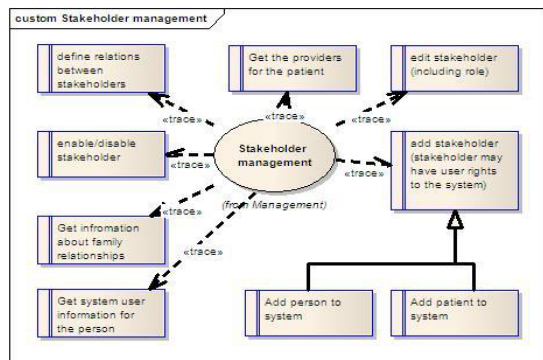 custom Stakeholder management
define relations
between
stakeholders
Get the providers
for the patient
edit stakeholder
(including role)
«trace»
«trace»
«trace»
enable/disable
stakeholder
«trace»
Stakeholder
management
«trace»
add stakeholder
(stakeholder may
have user rights
to the system)
(from Management)
«trace»
Get infromation
about family
relationships
«trace»
Get system user
information for
the person
Add person to
system
Add patient to
system